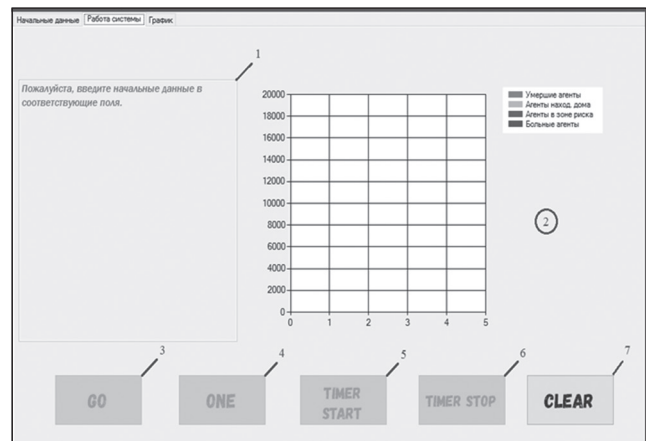 Начальные данные Работа системы График
1
Пожалуйста, введите начальные данные в
соответствующие поля.
20000
18000
16000
14000
12000
10000
8000
6000
4000
2000
0
0 1 2 3 4 5
Умершие агенты
Агенты наход. дома
Агенты в зоне риска
Больные агенты
2
3 4 5 6 7
GO
ONE
TIMER
START
TIMER STOP
CLEAR